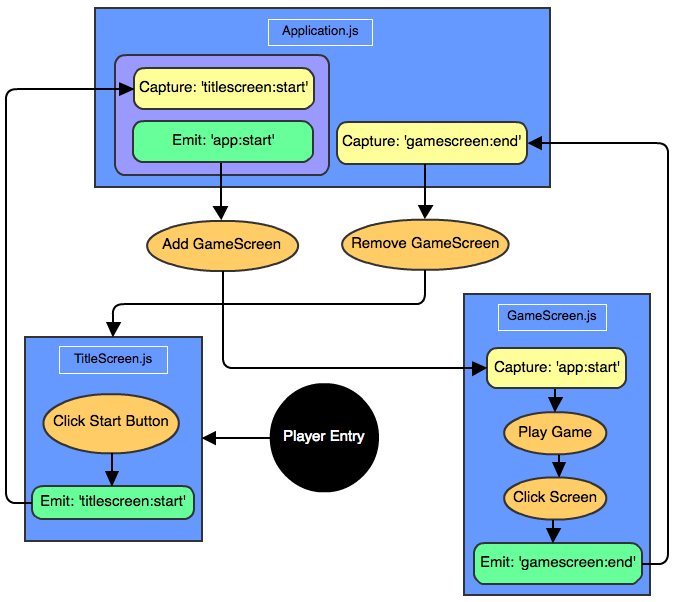 Application.js
Capture: 'titlescreen:start'
Emit: 'app:start'
Capture: 'gamescreen:end'
Add GameScreen
Remove GameScreen
TitleScreen.js
Click Start Button
Emit: 'titlescreen:start'
Player Entry
GameScreen.js
Capture: 'app:start'
Play Game
Click Screen
Emit: 'gamescreen:end'